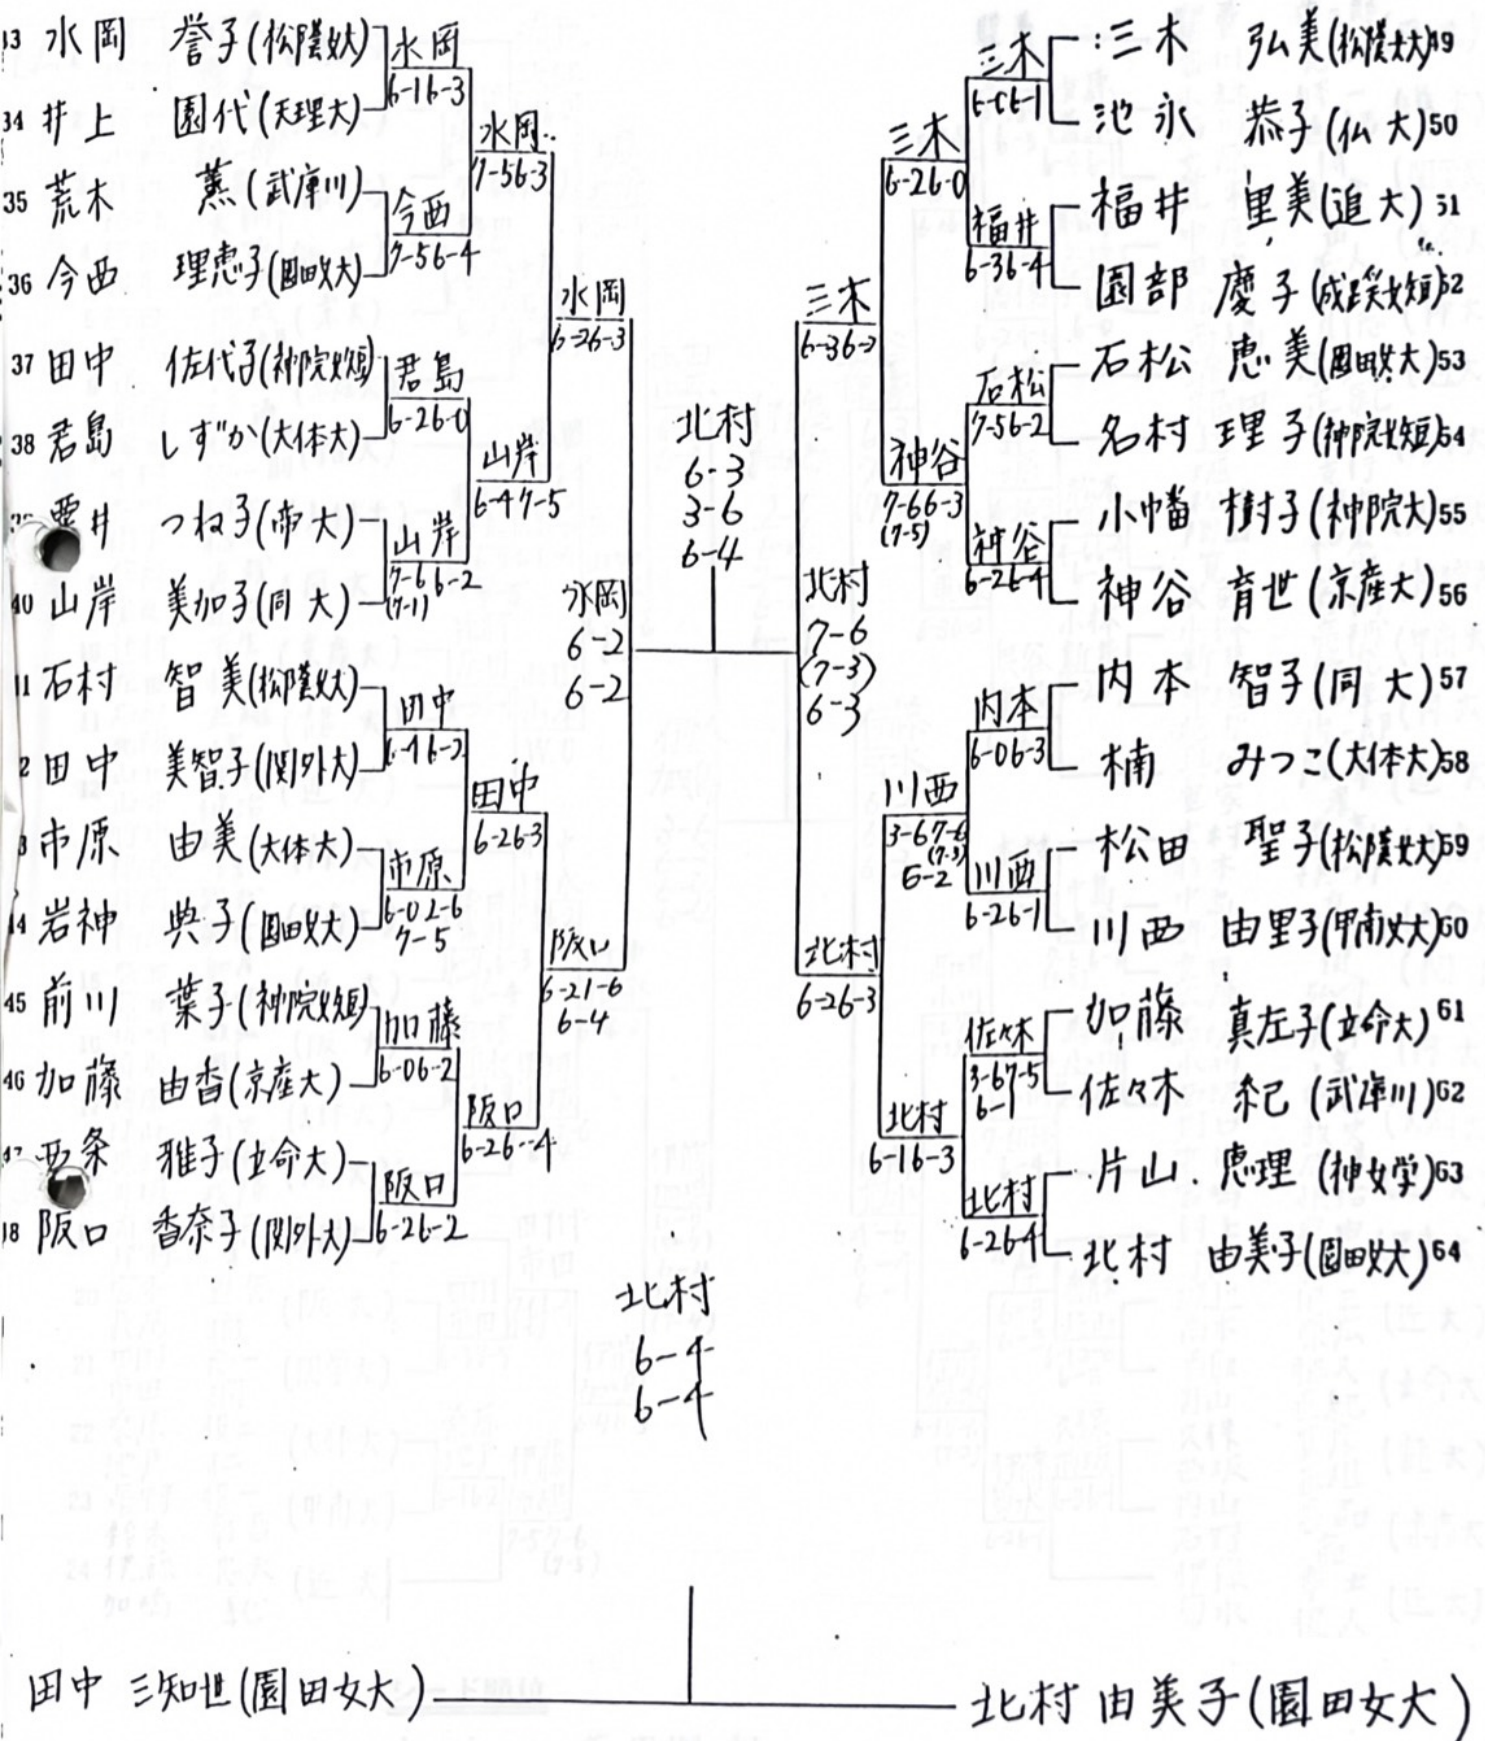 33 水岡 誉子(松蔭女大)
34 井上 園代(天理大)
35 荒木 薫(武庫川)
36 今西 理恵子(園田女大)
37 田中 佐代子(神院女短)
38 君島 しずか(大体大)
粟井 つね子(帝大)
40 山岸 美加子(同大)
石村 智美(松蔭女大)
田中 美智子(関外大)
市原 由美(大体大)
岩神 典子(園田女大)
45 前川 葉子(神院女短)
46 加藤 由香(京産大)
47 西条 雅子(立命大)
阪口 香奈子(関外大)
水岡
6-1 6-3
今西
7-5 6-4
君島
6-2 6-0
山岸
7-6 6-2
(7-1)
田中
市原
6-0 2-6
7-5
加藤
6-0 6-2
阪口
6-2 6-2
水岡
7-5 6-3
山岸
6-4 7-5
田中
6-2 6-3
阪口
6-2 6-4
水岡
6-2 6-3
阪口
6-2 1-6
6-4
水岡
6-2
6-2
北村
6-3
3-6
6-4
北村
7-6
(7-3)
6-3
三木
北村
6-2 6-3
三木
6-2 6-0
神谷
7-6 6-3
(7-5)
川西
3-6 7-6
6-2
北村
6-1 6-3
三木
福井
6-3 6-4
石松
7-5 6-2
神谷
6-2 6-4
内本
6-0 6-3
川西
6-2 6-1
佐々木
3-6 7-5
6-1
北村
6-2 6-4
三木 弘美(松蔭女大)49
池永 恭子(仏大)50
福井 里美(追大)51
園部 慶子(成蹊女短)52
石松 恵美(園田女大)53
名村 理子(神院女短)54
小幡 樹子(神院大)55
神谷 育世(京産大)56
内本 智子(同大)57
楠 みつこ(大体大)58
松田 聖子(松蔭女大)59
川西 由里子(甲南女大)60
加藤 真左子(立命大)61
佐々木 紀(武庫川)62
片山 恵理(神女学)63
北村 由美子(園田女大)64
北村
6-4
6-4
田中 三知世(園田女大)
北村 由美子(園田女大)